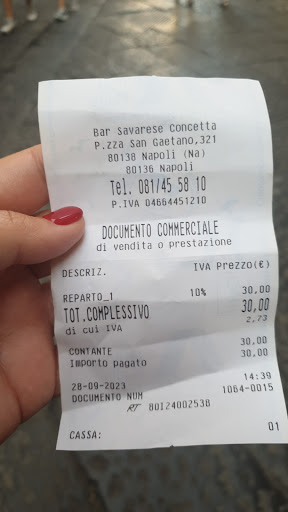 Bar Savarese Concetta
P.zza San Gaetano,321
80138 Napoli (Na)
80136 Napoli
Tel. 081/45 58 10
P.IVA 04664451210
DOCUMENTO COMMERCIALE
di vendita o prestazione
DESCRIZ. IVA Prezzo(€)
REPARTO_1 10% 30,00
TOT.COMPLESSIVO 30,00
di cui IVA 2,73
CONTANTE 30,00
Importo pagato 30,00
28-09-2023 14:39
DOCUMENTO NUM 1064-0015
RT 80124002538
CASSA: 01